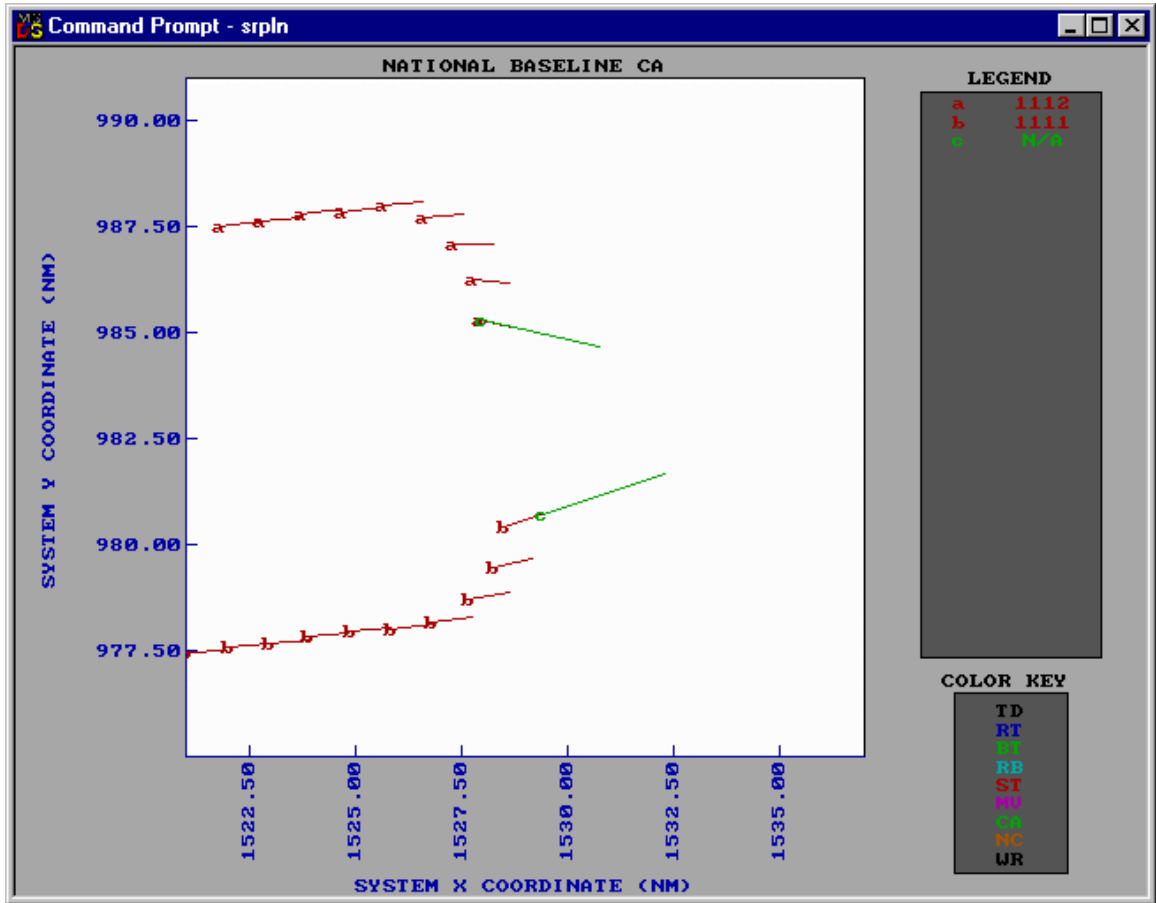 Command Prompt - srpln
NATIONAL BASELINE CA
LEGEND
a 1112
b 1111
c N/A
990.00
987.50
985.00
982.50
980.00
977.50
SYSTEM Y COORDINATE (NM)
a a a a a a a a
c
b b b b b b b b b
1522.50
1525.00
1527.50
1530.00
1532.50
1535.00
SYSTEM X COORDINATE (NM)
COLOR KEY
TD
RT
BT
RB
ST
MV
CA
NC
WR